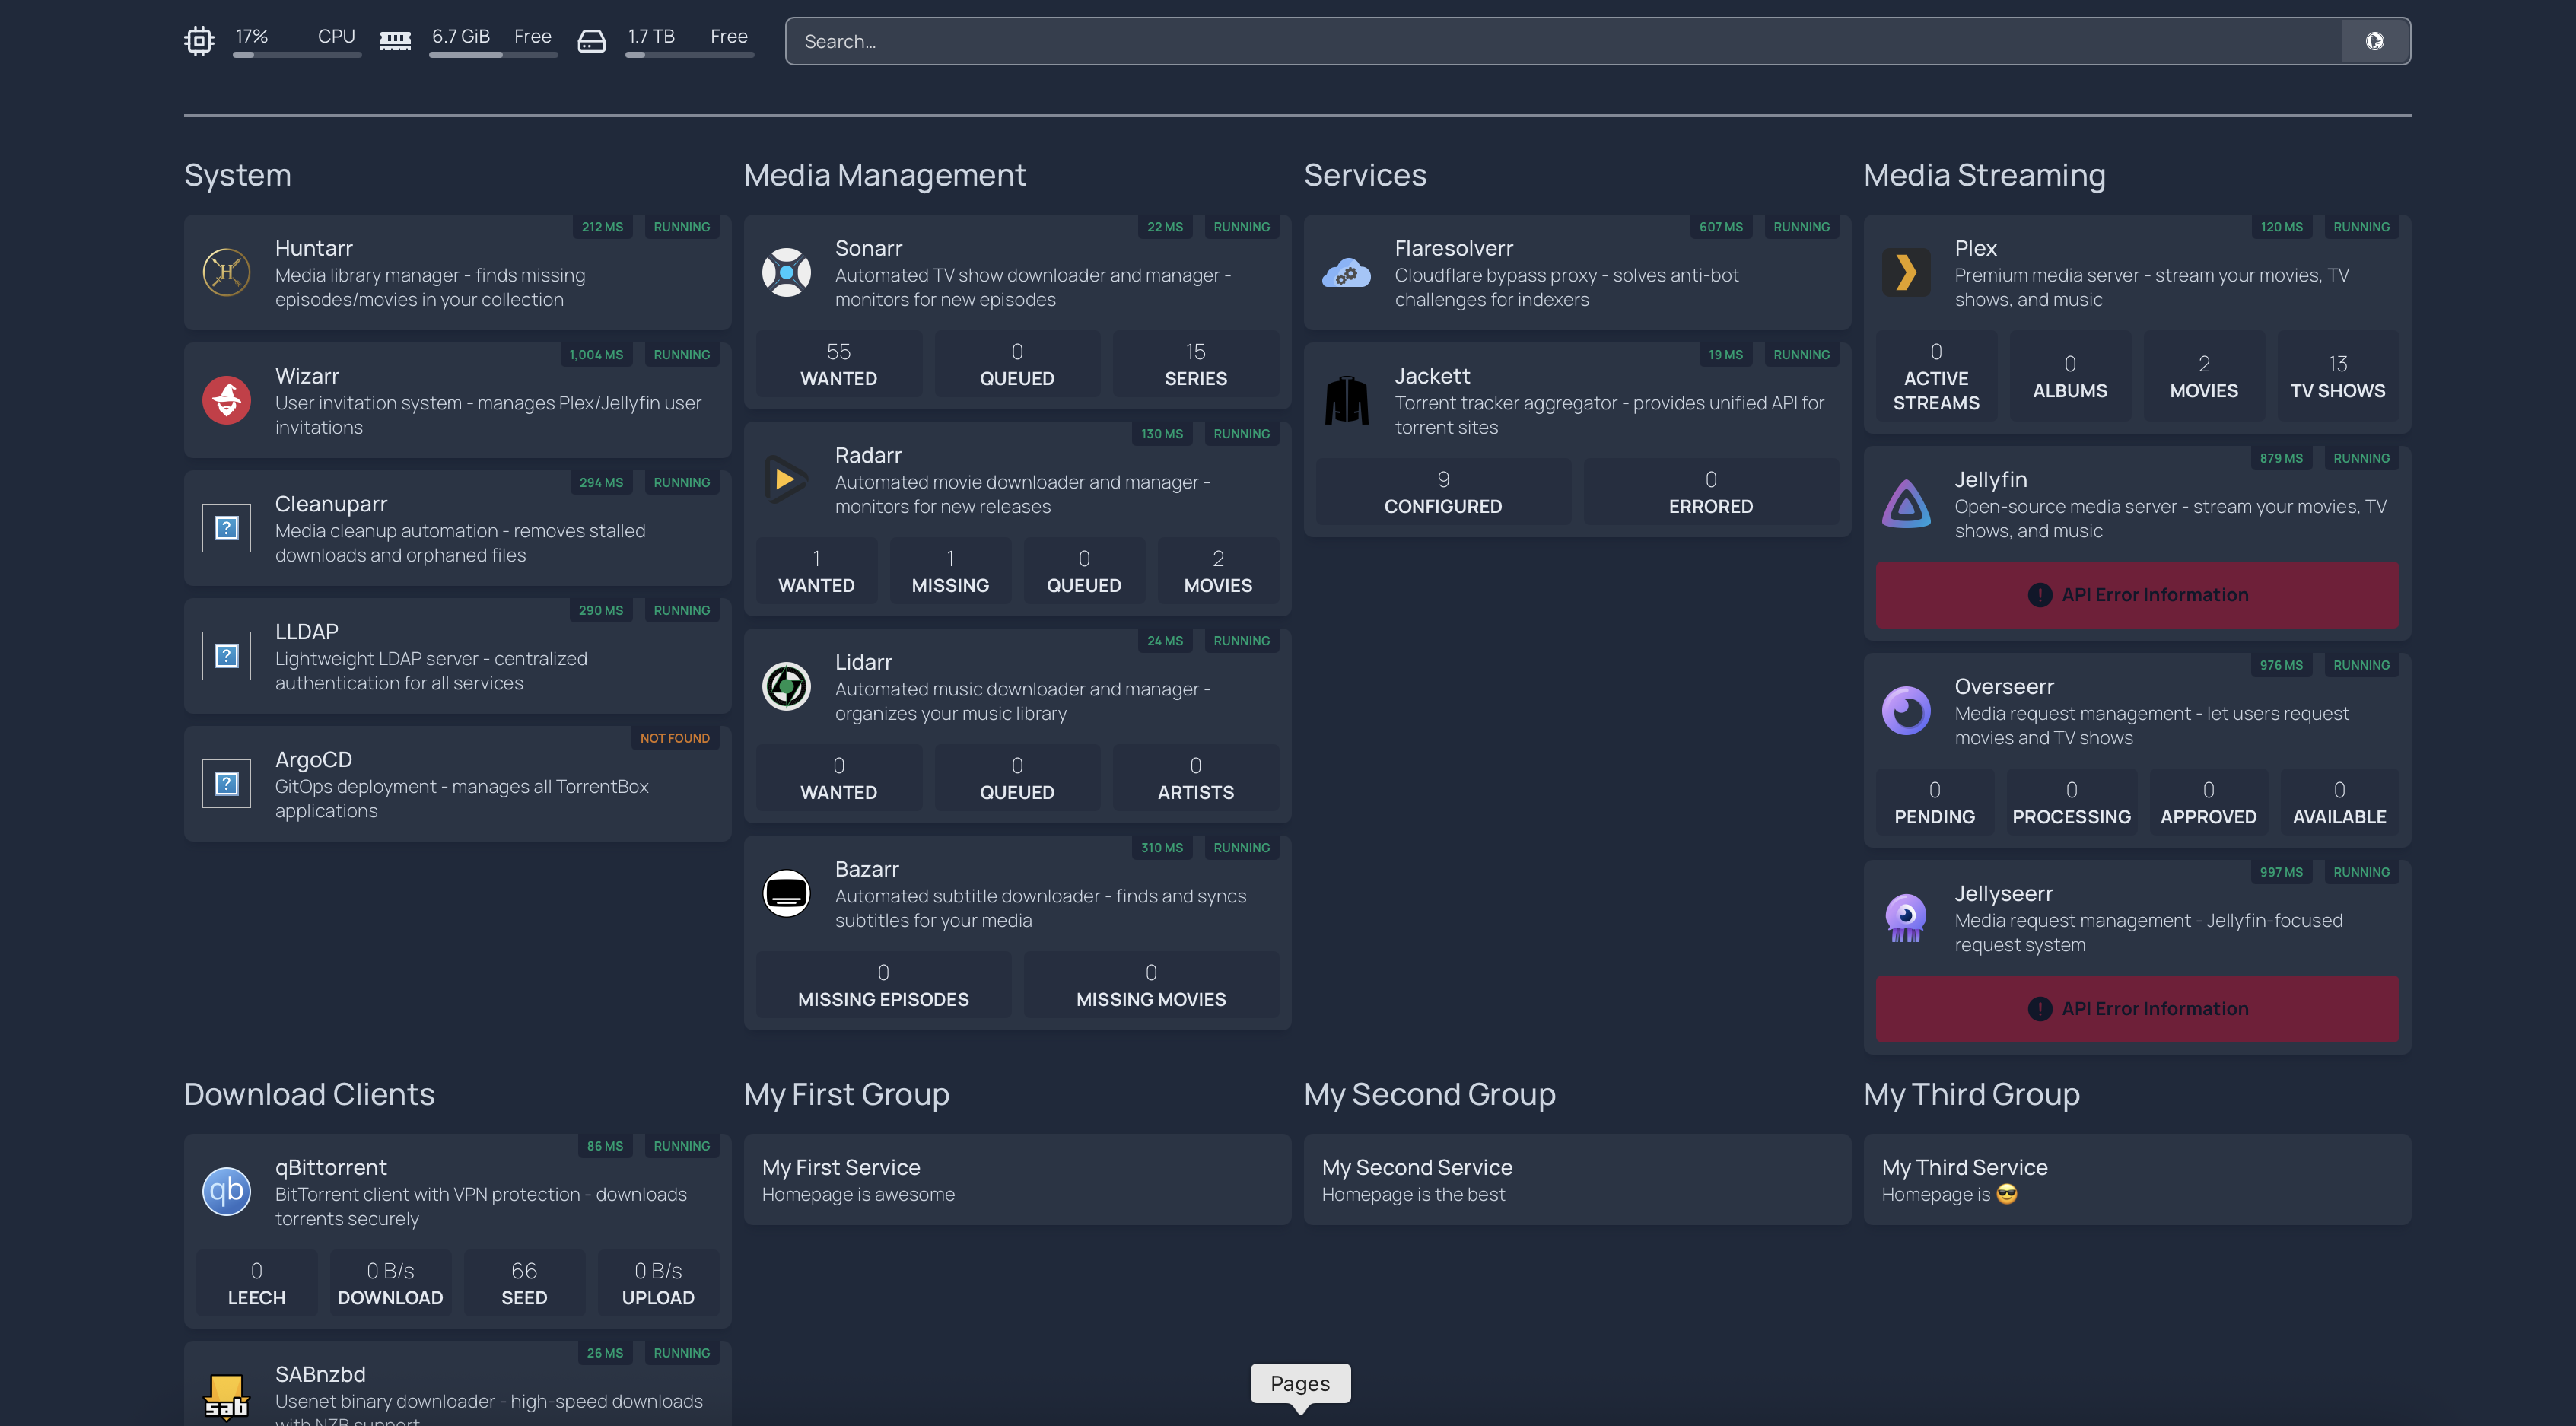 17% CPU 6.7 GiB Free 1.7 TB Free Search…
System
212 MS RUNNING
H
Huntarr
Media library manager - finds missing
episodes/movies in your collection
1,004 MS RUNNING
Wizarr
User invitation system - manages Plex/Jellyfin user
invitations
294 MS RUNNING
?
Cleanuparr
Media cleanup automation - removes stalled
downloads and orphaned files
290 MS RUNNING
?
LLDAP
Lightweight LDAP server - centralized
authentication for all services
NOT FOUND
?
ArgoCD
GitOps deployment - manages all TorrentBox
applications
Media Management
22 MS RUNNING
Sonarr
Automated TV show downloader and manager -
monitors for new episodes
55 0 15
WANTED QUEUED SERIES
130 MS RUNNING
Radarr
Automated movie downloader and manager -
monitors for new releases
1 1 0 2
WANTED MISSING QUEUED MOVIES
24 MS RUNNING
Lidarr
Automated music downloader and manager -
organizes your music library
0 0 0
WANTED QUEUED ARTISTS
310 MS RUNNING
Bazarr
Automated subtitle downloader - finds and syncs
subtitles for your media
0 0
MISSING EPISODES MISSING MOVIES
Services
607 MS RUNNING
Flaresolverr
Cloudflare bypass proxy - solves anti-bot
challenges for indexers
19 MS RUNNING
Jackett
Torrent tracker aggregator - provides unified API for
torrent sites
9 0
CONFIGURED ERRORED
Media Streaming
120 MS RUNNING
Plex
Premium media server - stream your movies, TV
shows, and music
0 0 2 13
ACTIVE STREAMS ALBUMS MOVIES TV SHOWS
879 MS RUNNING
Jellyfin
Open-source media server - stream your movies, TV
shows, and music
! API Error Information
976 MS RUNNING
Overseerr
Media request management - let users request
movies and TV shows
0 0 0 0
PENDING PROCESSING APPROVED AVAILABLE
997 MS RUNNING
Jellyseerr
Media request management - Jellyfin-focused
request system
! API Error Information
Download Clients
86 MS RUNNING
qb
qBittorrent
BitTorrent client with VPN protection - downloads
torrents securely
0 0 B/s 66 0 B/s
LEECH DOWNLOAD SEED UPLOAD
26 MS RUNNING
sab
SABnzbd
Usenet binary downloader - high-speed downloads
with NZB support
My First Group
My First Service
Homepage is awesome
My Second Group
My Second Service
Homepage is the best
My Third Group
My Third Service
Homepage is 😎
Pages